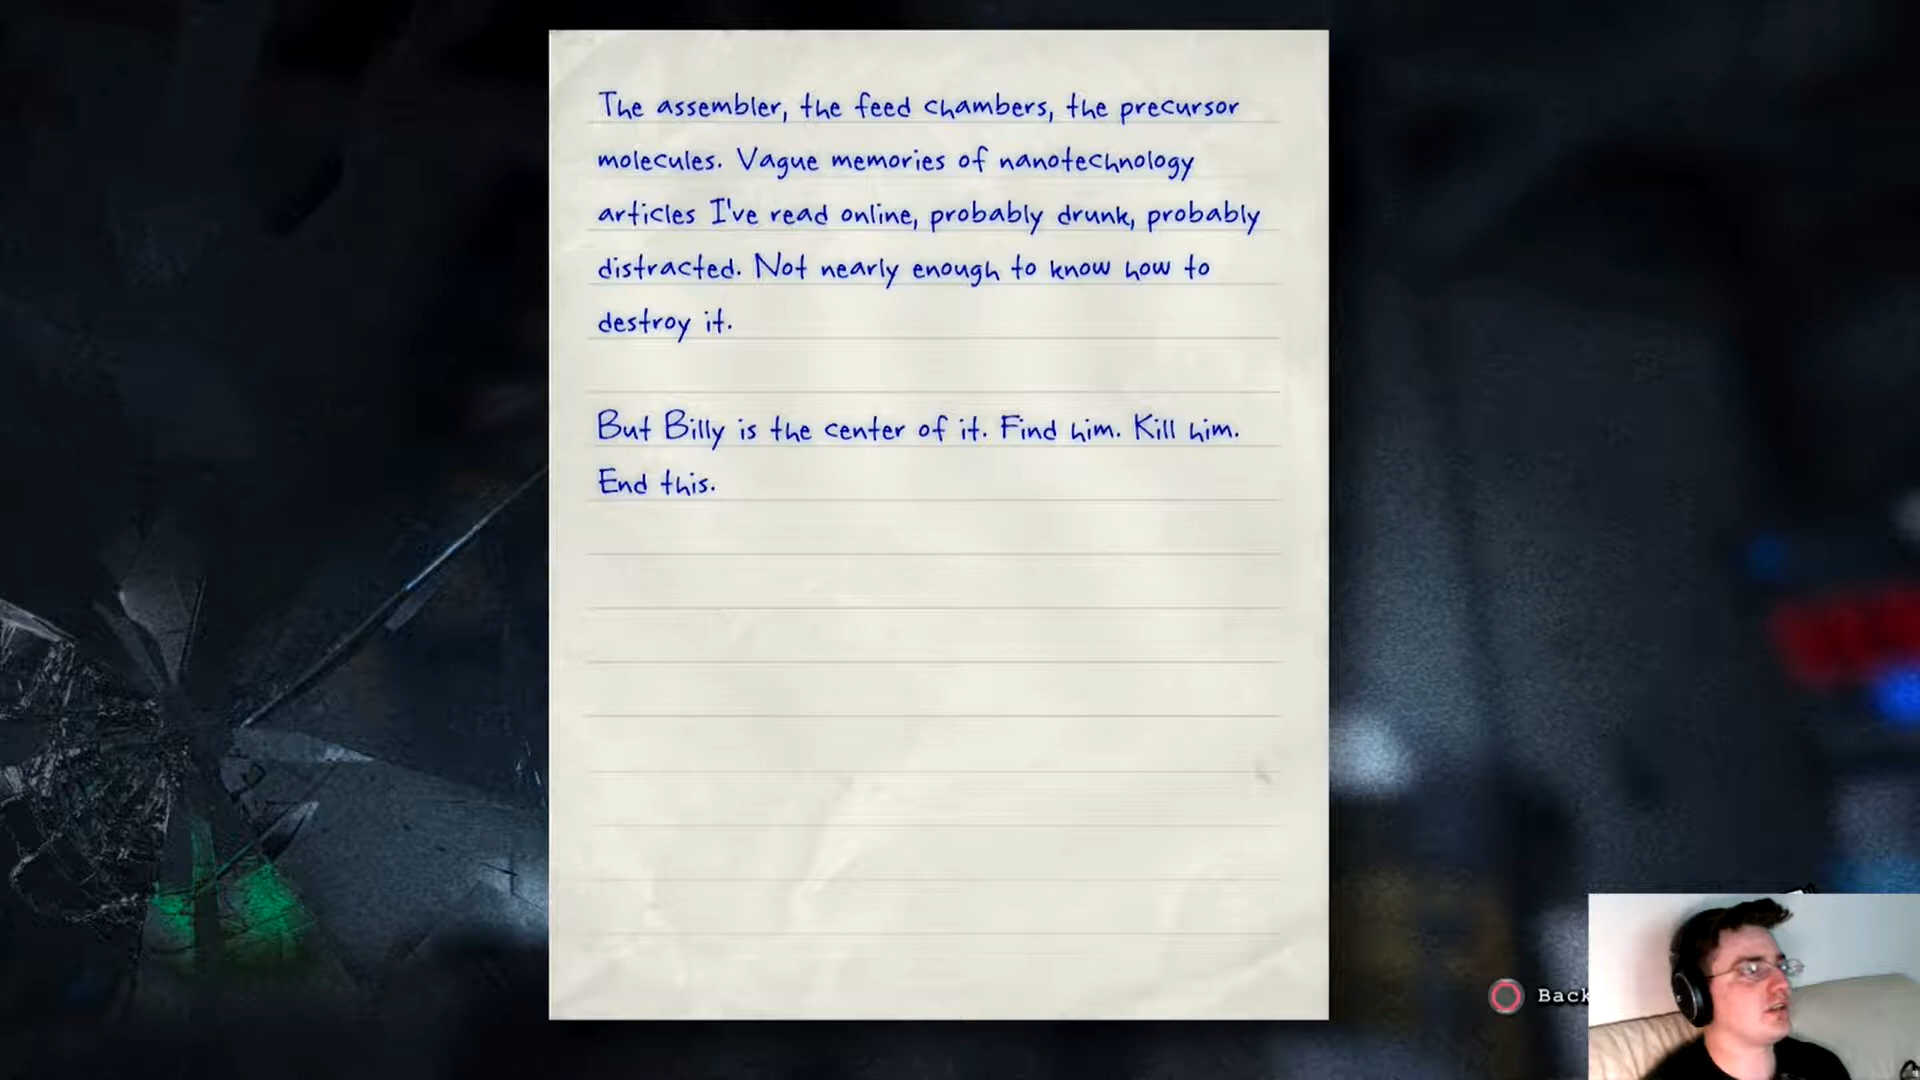 The assembler, the feed chambers, the precursor
molecules. Vague memories of nanotechnology
articles I've read online, probably drunk, probably
distracted. Not nearly enough to know how to
destroy it.
But Billy is the center of it. Find him. Kill him.
End this.
Back